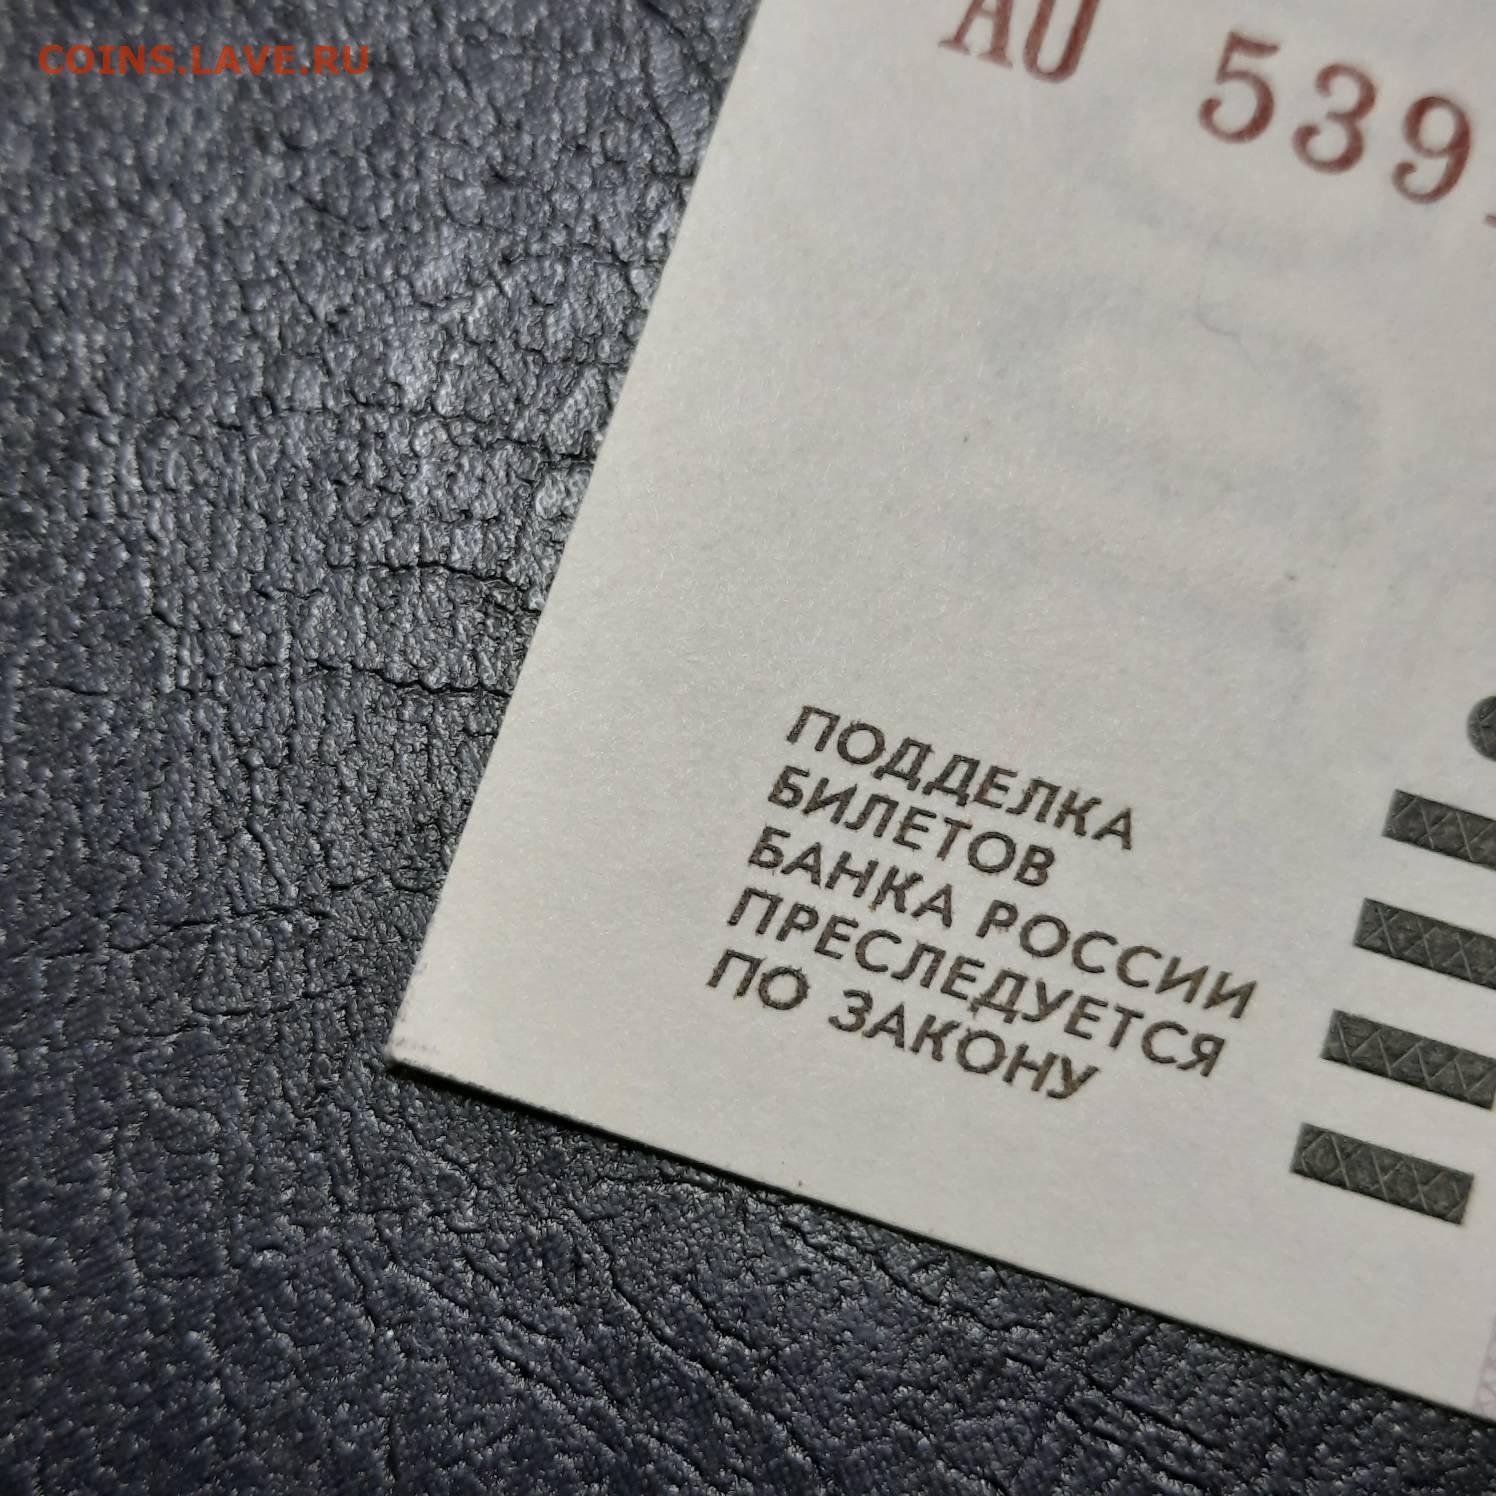 COINS.LAVE.RU
AU 539
ПОДДЕЛКА
БИЛЕТОВ
БАНКА РОССИИ
ПРЕСЛЕДУЕТСЯ
ПО ЗАКОНУ